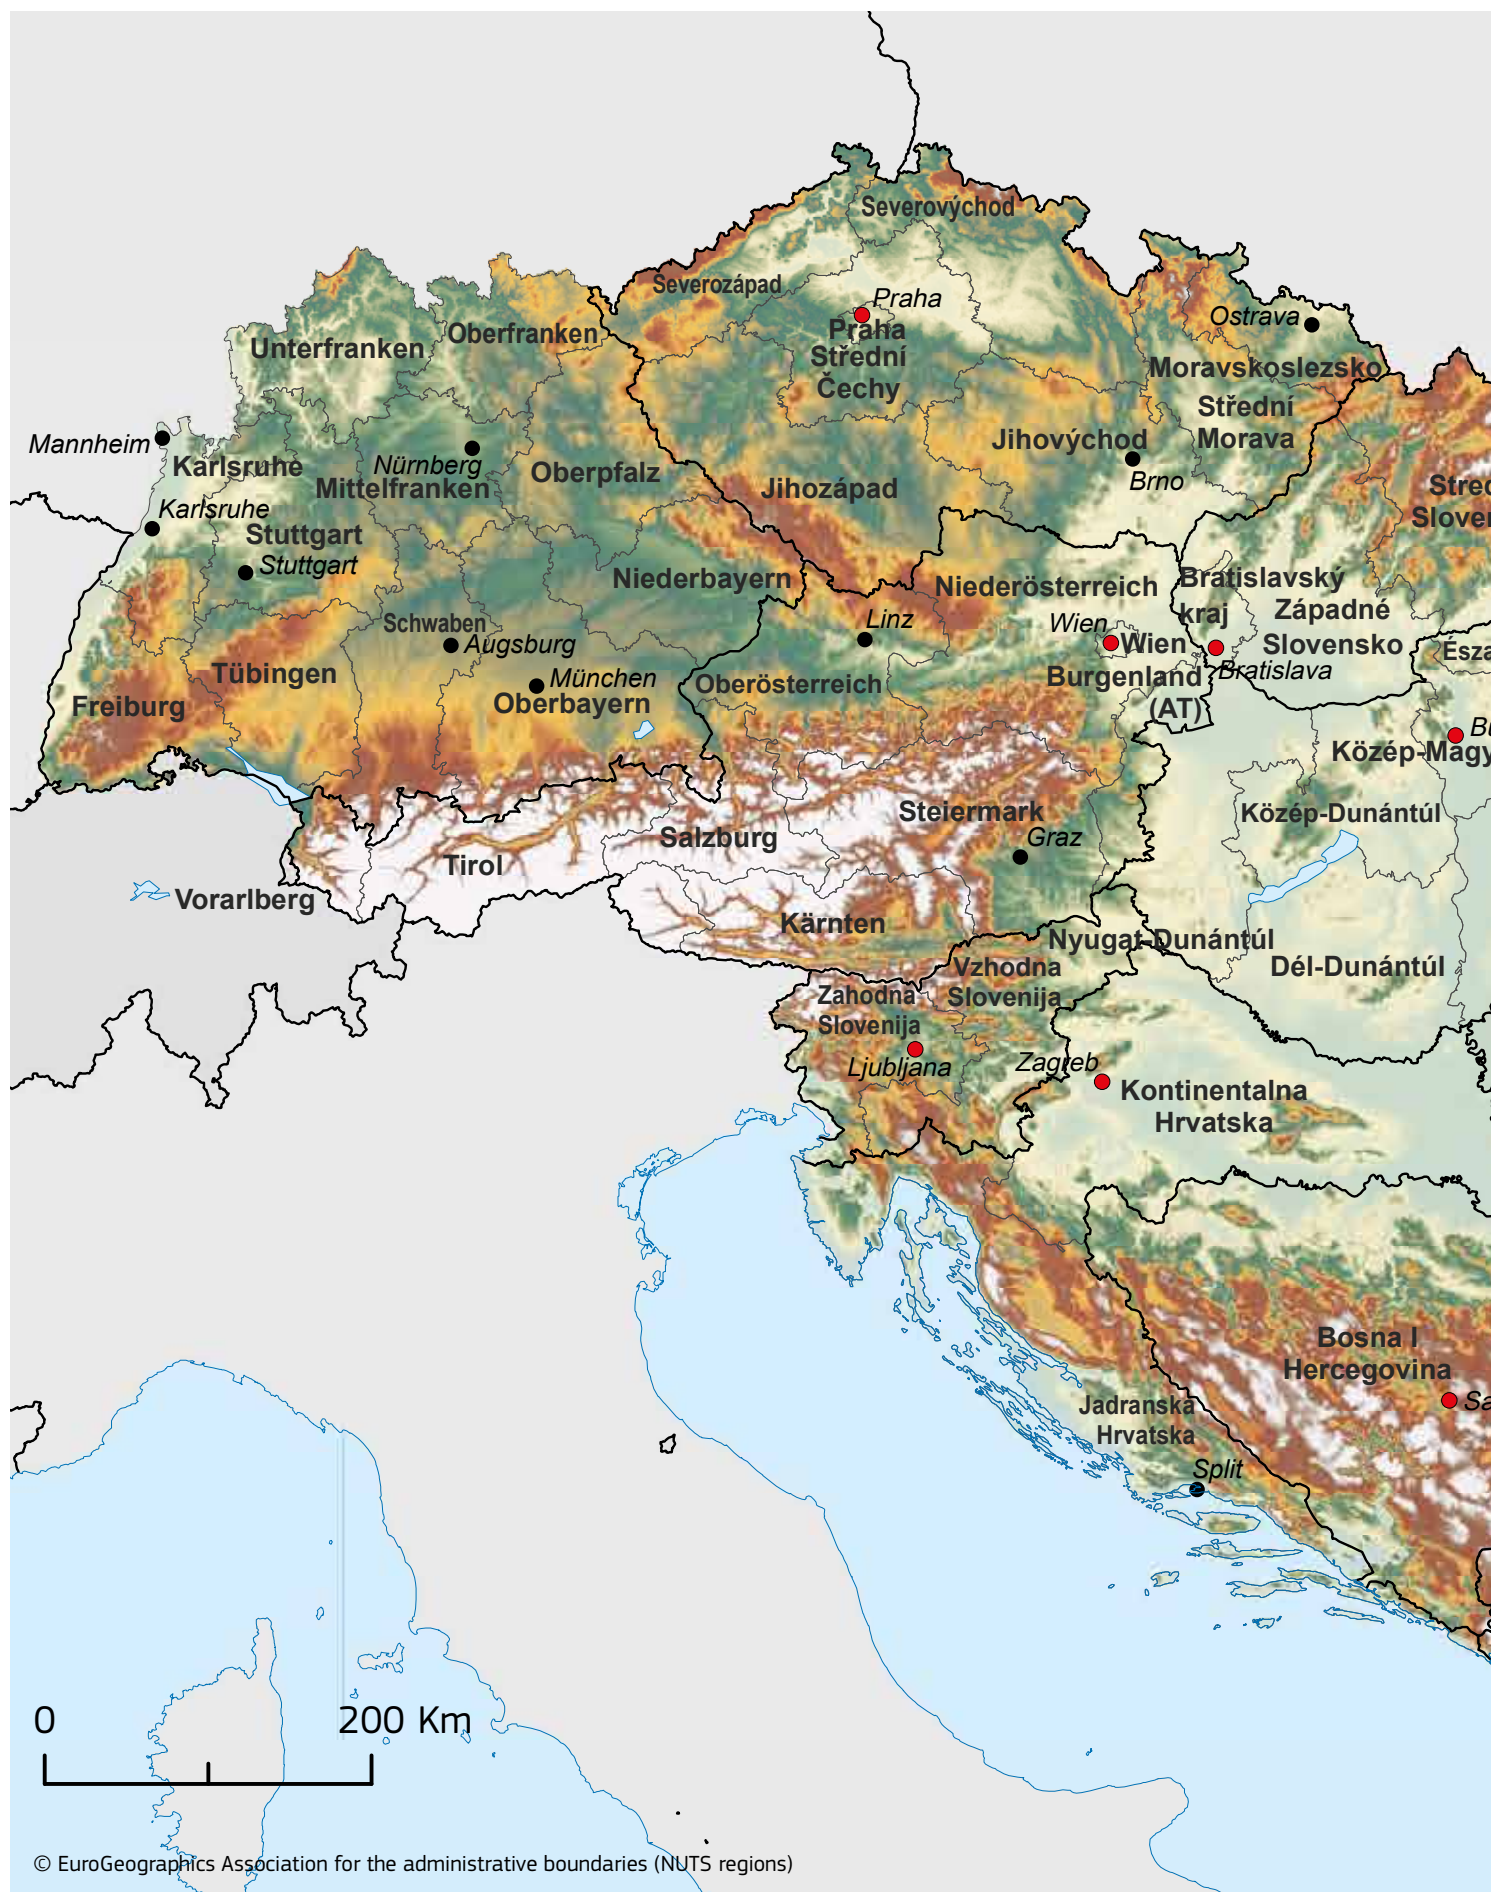 Severovýchod
Severozápad
Praha
Praha
Střední
Čechy
Ostrava
Moravskoslezsko
Střední
Morava
Unterfranken
Oberfranken
Mannheim
Karlsruhe
Nürnberg
Mittelfranken
Oberpfalz
Jihozápad
Jihovýchod
Brno
Karlsruhe
Stuttgart
Stuttgart
Niederbayern
Niederösterreich
Bratislavský
kraj
Západné
Slovensko
Schwaben
Augsburg
Linz
Wien
Wien
Bratislava
Tübingen
München
Oberbayern
Oberösterreich
Burgenland
(AT)
Freiburg
Közép-Magy
Közép-Dunántúl
Steiermark
Graz
Salzburg
Tirol
Vorarlberg
Kärnten
Nyugat-Dunántúl
Dél-Dunántúl
Vzhodna
Slovenija
Zahodna
Slovenija
Ljubljana
Zagreb
Kontinentalna
Hrvatska
Bosna I
Hercegovina
Jadranska
Hrvatska
Split
0 200 Km
© EuroGeographics Association for the administrative boundaries (NUTS regions)